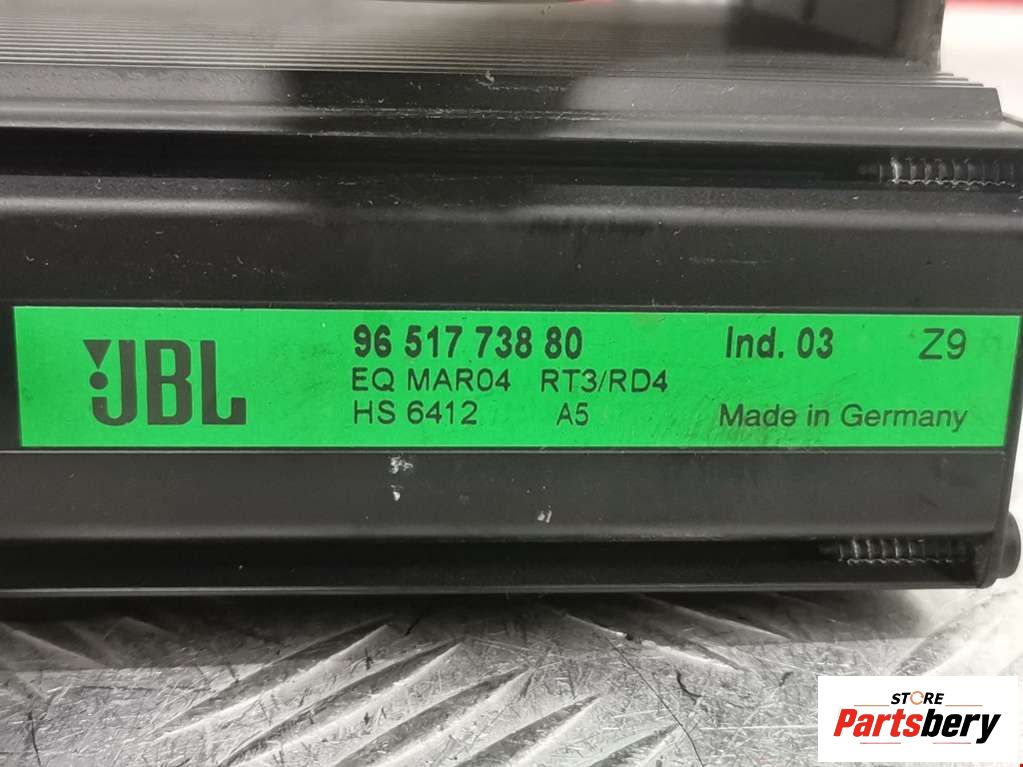 JBL
96 517 738 80 Ind. 03 Z9
EQ MAR04 RT3/RD4
HS 6412 A5 Made in Germany
STORE
Partsbery